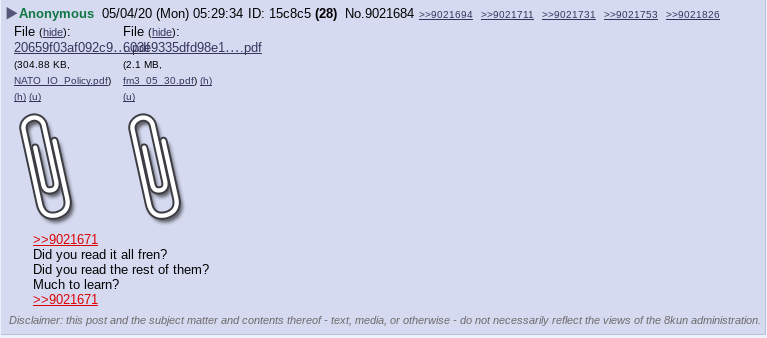 ▶Anonymous 05/04/20 (Mon) 05:29:34 ID: 15c8c5 (28) No.9021684 >>9021694 >>9021711 >>9021731 >>9021753 >>9021826
File (hide):
20659f03af092c9….pdf
(304.88 KB,
NATO_IO_Policy.pdf)
(h) (u)
File (hide):
9335dfd98e1….pdf
(2.1 MB,
fm3_05_30.pdf) (h)
(u)
>>9021671
Did you read it all fren?
Did you read the rest of them?
Much to learn?
>>9021671
Disclaimer: this post and the subject matter and contents thereof - text, media, or otherwise - do not necessarily reflect the views of the 8kun administration.